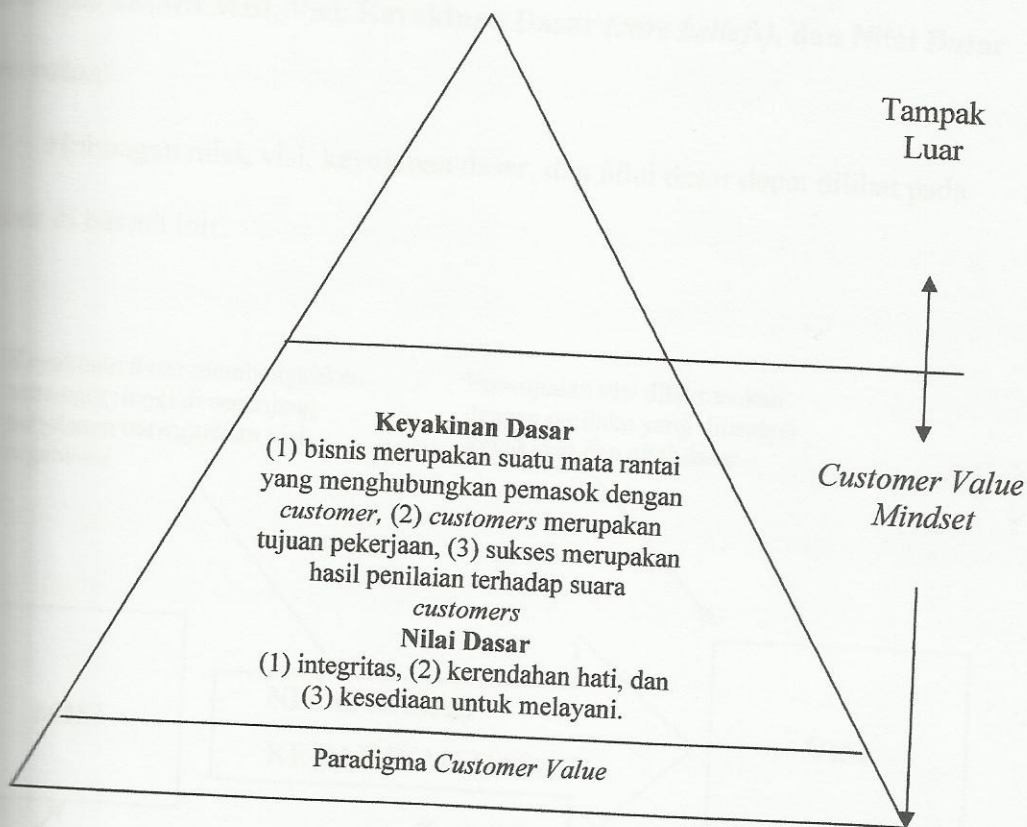 Tampak
Luar
Keyakinan Dasar
(1) bisnis merupakan suatu mata rantai
yang menghubungkan pemasok dengan
customer, (2) customers merupakan
tujuan pekerjaan, (3) sukses merupakan
hasil penilaian terhadap suara
customers
Nilai Dasar
(1) integritas, (2) kerendahan hati, dan
(3) kesediaan untuk melayani.
Customer Value
Mindset
Paradigma Customer Value